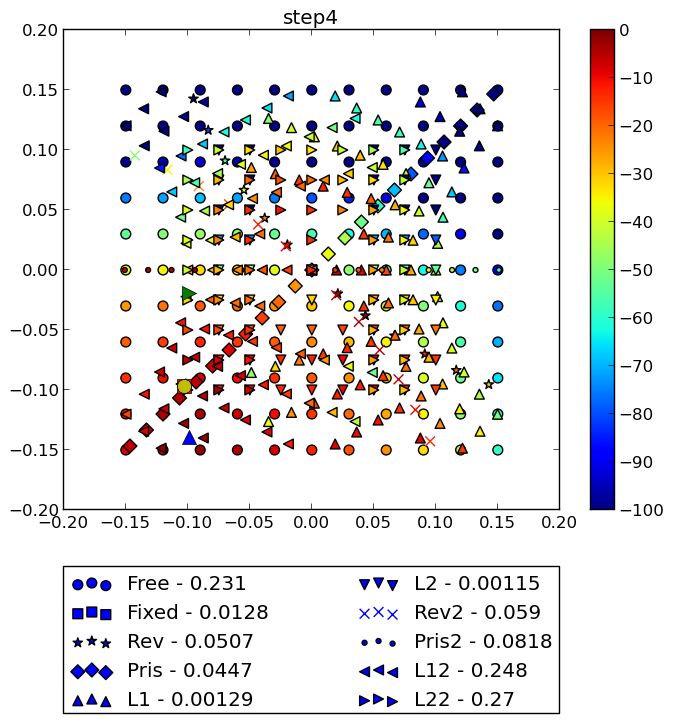 step4
0.20
0.15
0.10
0.05
0.00
−0.05
−0.10
−0.15
−0.20
−0.20 −0.15 −0.10 −0.05 0.00 0.05 0.10 0.15 0.20
0
−10
−20
−30
−40
−50
−60
−70
−80
−90
−100
Free - 0.231
Fixed - 0.0128
Rev - 0.0507
Pris - 0.0447
L1 - 0.00129
L2 - 0.00115
Rev2 - 0.059
Pris2 - 0.0818
L12 - 0.248
L22 - 0.27